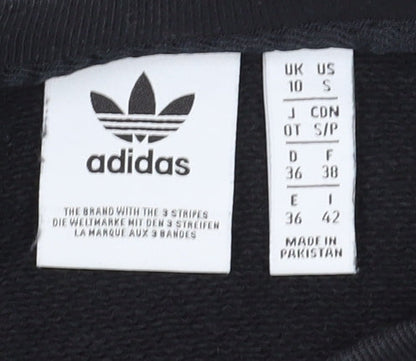 adidas
THE BRAND WITH THE 3 STRIPES
DIE WELTMARKE MIT DEN 3 STREIFEN
LA MARQUE AUX 3 BANDES
UK US
10 S
J CDN
OT S/P
D F
36 38
E I
36 42
MADE IN
PAKISTAN